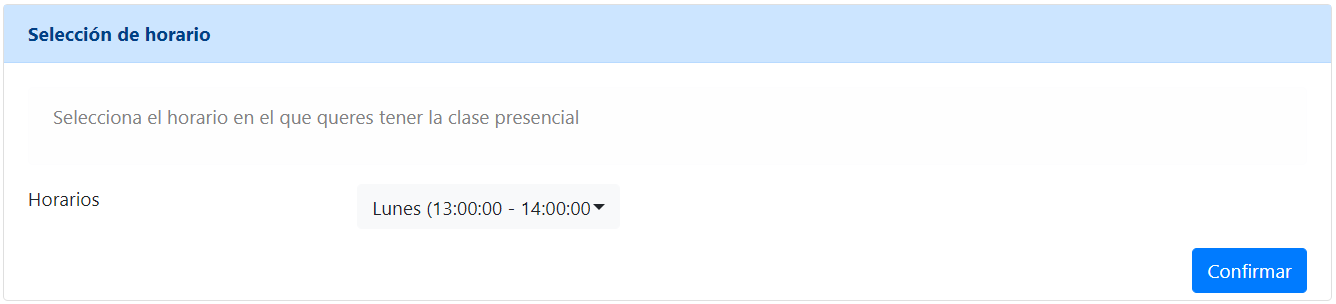 Selección de horario
Selecciona el horario en el que queres tener la clase presencial
Horarios
Lunes (13:00:00 - 14:00:00
Confirmar